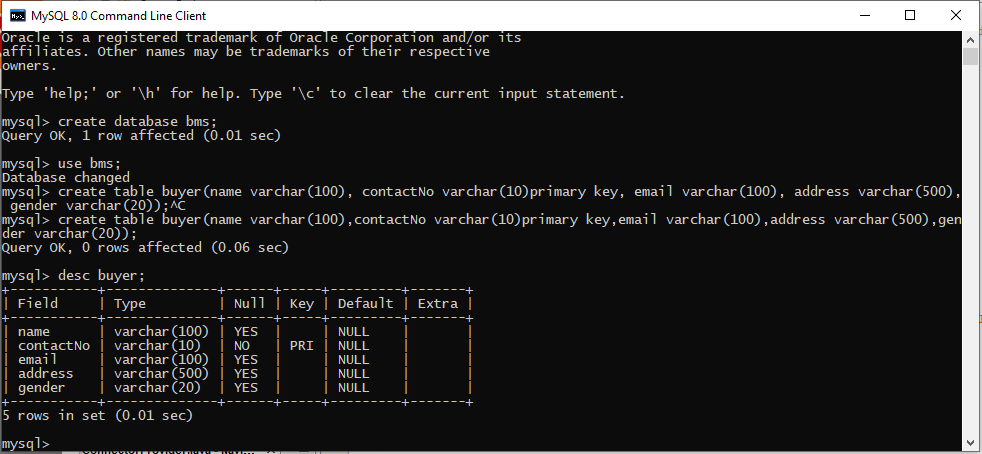 MySQL 8.0 Command Line Client
Oracle is a registered trademark of Oracle Corporation and/or its
affiliates. Other names may be trademarks of their respective
owners.
Type 'help;' or '\h' for help. Type '\c' to clear the current input statement.
mysql> create database bms;
Query OK, 1 row affected (0.01 sec)
mysql> use bms;
Database changed
mysql> create table buyer(name varchar(100), contactNo varchar(10)primary key, email varchar(100), address varchar(500),
 gender varchar(20));^C
mysql> create table buyer(name varchar(100),contactNo varchar(10)primary key,email varchar(100),address varchar(500),gen
der varchar(20));
Query OK, 0 rows affected (0.06 sec)
mysql> desc buyer;
+-----------+--------------+------+-----+---------+-------+
| Field     | Type         | Null | Key | Default | Extra |
+-----------+--------------+------+-----+---------+-------+
| name      | varchar(100) | YES  |     | NULL    |       |
| contactNo | varchar(10)  | NO   | PRI | NULL    |       |
| email     | varchar(100) | YES  |     | NULL    |       |
| address   | varchar(500) | YES  |     | NULL    |       |
| gender    | varchar(20)  | YES  |     | NULL    |       |
+-----------+--------------+------+-----+---------+-------+
5 rows in set (0.01 sec)
mysql>